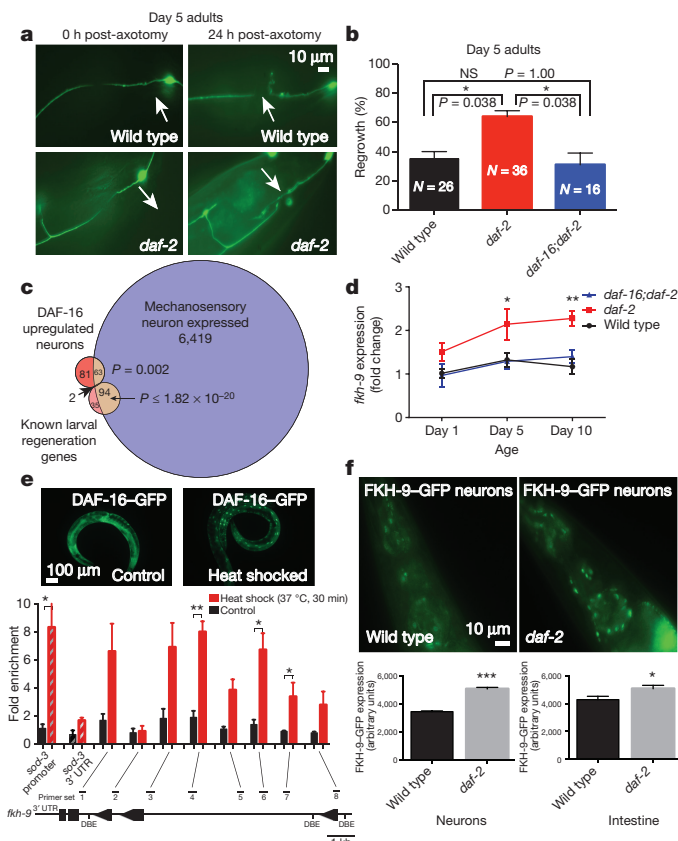 Day 5 adults
a
0 h post-axotomy
24 h post-axotomy
10 µm
Wild type
Wild type
daf-2
daf-2
b
Day 5 adults
NS P = 1.00
* *
P = 0.038 P = 0.038
Regrowth (%)
100
80
60
40
20
0
N = 26
N = 36
N = 16
Wild type
daf-2
daf-16;daf-2
c
DAF-16
upregulated
neurons
Mechanosensory
neuron expressed
6,419
81
63
P = 0.002
2
94
35
P ≤ 1.82 × 10⁻²⁰
Known larval
regeneration
genes
d
daf-16;daf-2
daf-2
Wild type
* **
fkh-9 expression
(fold change)
3
2
1
0
Day 1
Day 5
Day 10
Age
e
DAF-16–GFP
DAF-16–GFP
100 µm
Control
Heat shocked
Heat shock (37 °C, 30 min)
Control
Fold enrichment
10
8
6
4
2
0
* ** * *
sod-3
promoter
sod-3
3′ UTR
Primer set 1 2 3 4 5 6 7 8
fkh-9 3′ UTR
DBE
DBE
DBE
f
FKH-9–GFP neurons
FKH-9–GFP neurons
Wild type
10 µm
daf-2
FKH-9–GFP expression
(arbitrary units)
6,000
4,000
2,000
0
***
Wild type
daf-2
Neurons
FKH-9–GFP expression
(arbitrary units)
6,000
4,000
2,000
0
*
Wild type
daf-2
Intestine